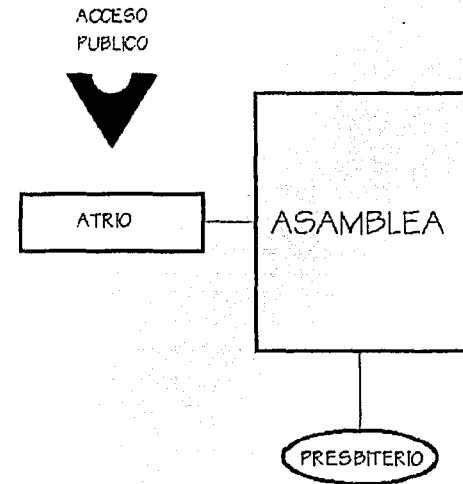 ACCESO
PUBLICO
ATRIO
ASAMBLEA
PRESBITERIO